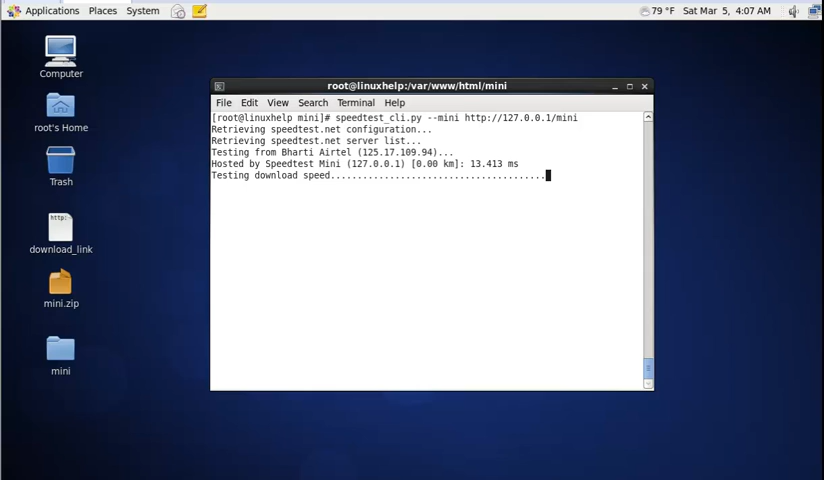 Applications Places System
79 °F Sat Mar 5, 4:07 AM
Computer
root's Home
Trash
http:
download_link
mini.zip
mini
root@linuxhelp:/var/www/html/mini
File Edit View Search Terminal Help
[root@linuxhelp mini]# speedtest_cli.py --mini http://127.0.0.1/mini
Retrieving speedtest.net configuration...
Retrieving speedtest.net server list...
Testing from Bharti Airtel (125.17.109.94)...
Hosted by Speedtest Mini (127.0.0.1) [0.00 km]: 13.413 ms
Testing download speed........................................